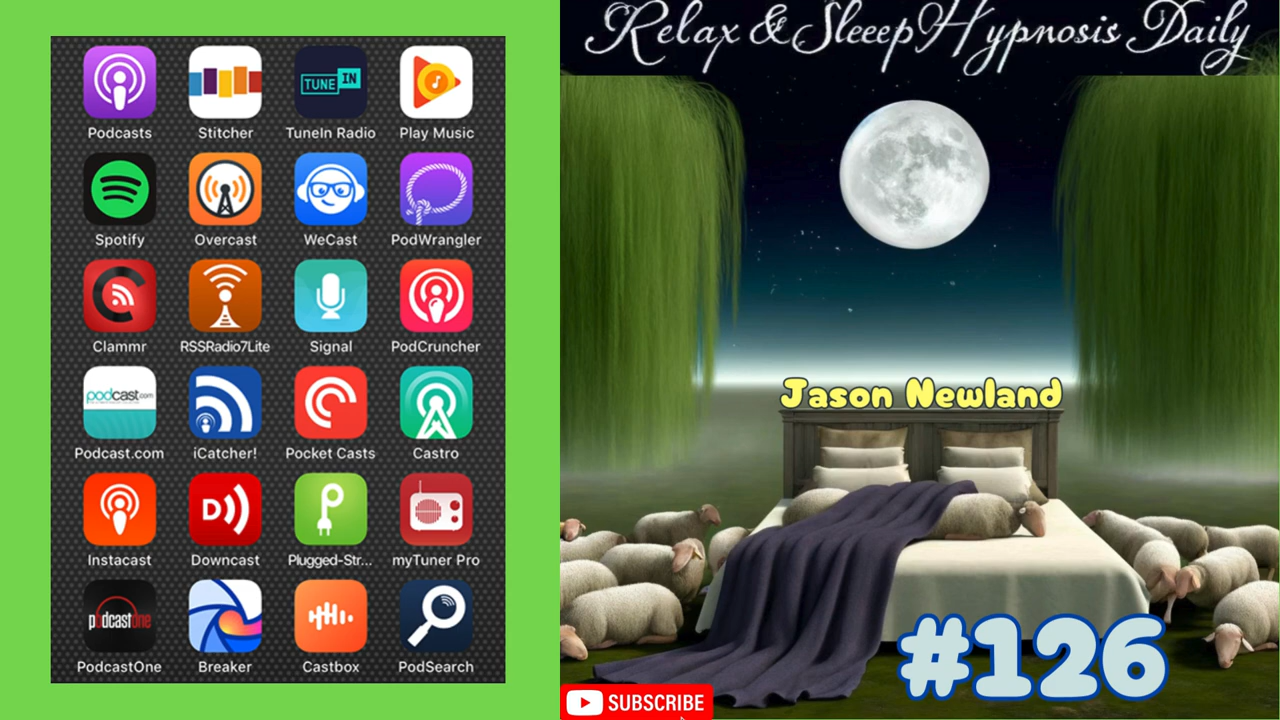 Relax & Sleeep Hypnosis Daily
TUNE IN
Podcasts Stitcher TuneIn Radio Play Music
Spotify Overcast WeCast PodWrangler
Clammr RSSRadio7Lite Signal PodCruncher
podcast.com
Podcast.com iCatcher! Pocket Casts Castro
D
Instacast Downcast Plugged-Str... myTuner Pro
podcastone
PodcastOne Breaker Castbox PodSearch
Jason Newland
#126
SUBSCRIBE